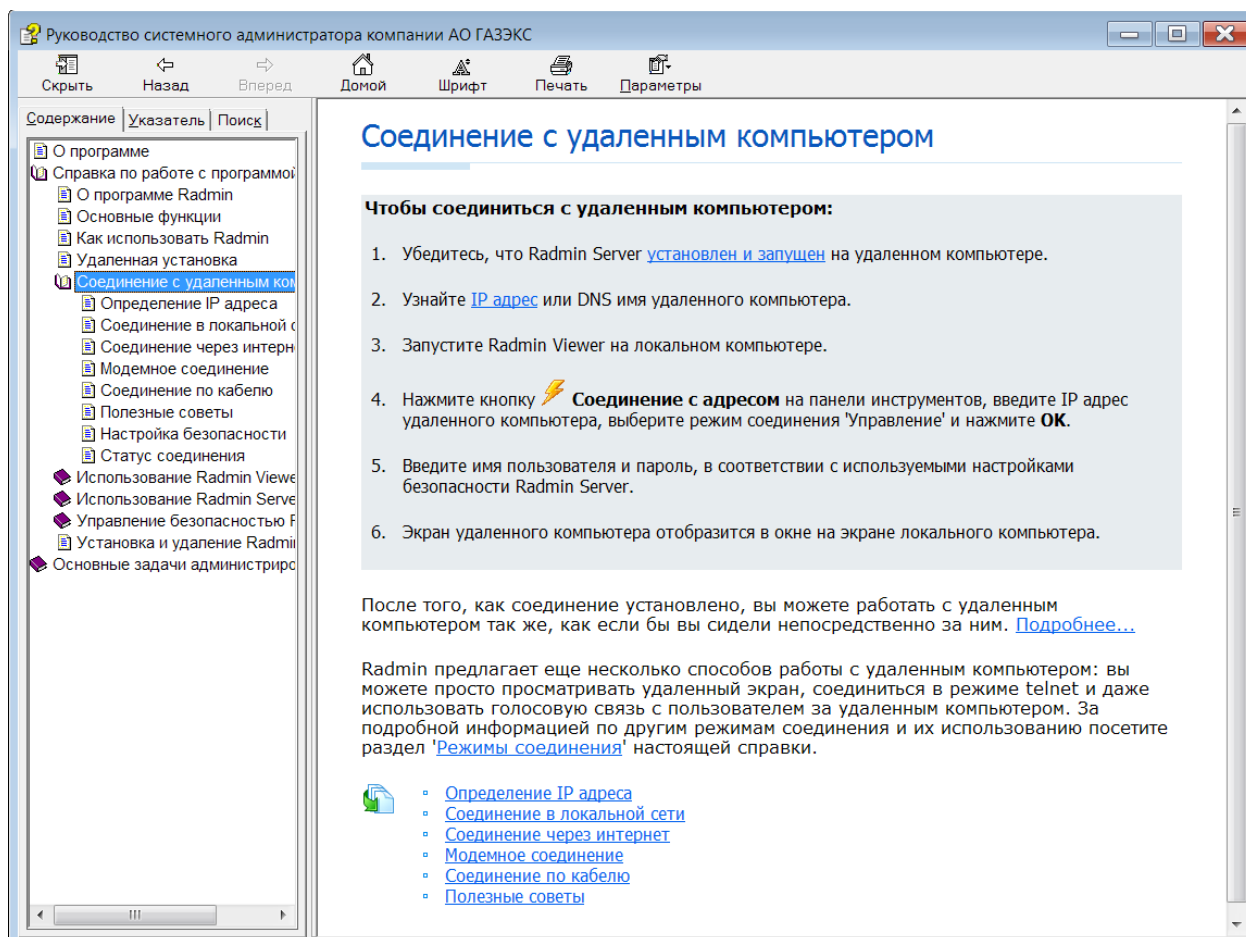 Руководство системного администратора компании АО ГАЗЭКС
Скрыть Назад Вперед Домой Шрифт Печать Параметры
Содержание Указатель Поиск
О программе
Справка по работе с программой
О программе Radmin
Основные функции
Как использовать Radmin
Удаленная установка
Соединение с удаленным ком
Определение IP адреса
Соединение в локальной с
Соединение через интерн
Модемное соединение
Соединение по кабелю
Полезные советы
Настройка безопасности
Статус соединения
Использование Radmin Viewe
Использование Radmin Serve
Управление безопасностью R
Установка и удаление Radmi
Основные задачи администриро
Соединение с удаленным компьютером
Чтобы соединиться с удаленным компьютером:
1. Убедитесь, что Radmin Server установлен и запущен на удаленном компьютере.
2. Узнайте IP адрес или DNS имя удаленного компьютера.
3. Запустите Radmin Viewer на локальном компьютере.
4. Нажмите кнопку Соединение с адресом на панели инструментов, введите IP адрес
удаленного компьютера, выберите режим соединения 'Управление' и нажмите OK.
5. Введите имя пользователя и пароль, в соответствии с используемыми настройками
безопасности Radmin Server.
6. Экран удаленного компьютера отобразится в окне на экране локального компьютера.
После того, как соединение установлено, вы можете работать с удаленным
компьютером так же, как если бы вы сидели непосредственно за ним. Подробнее...
Radmin предлагает еще несколько способов работы с удаленным компьютером: вы
можете просто просматривать удаленный экран, соединиться в режиме telnet и даже
использовать голосовую связь с пользователем за удаленным компьютером. За
подробной информацией по другим режимам соединения и их использованию посетите
раздел 'Режимы соединения' настоящей справки.
Определение IP адреса
Соединение в локальной сети
Соединение через интернет
Модемное соединение
Соединение по кабелю
Полезные советы